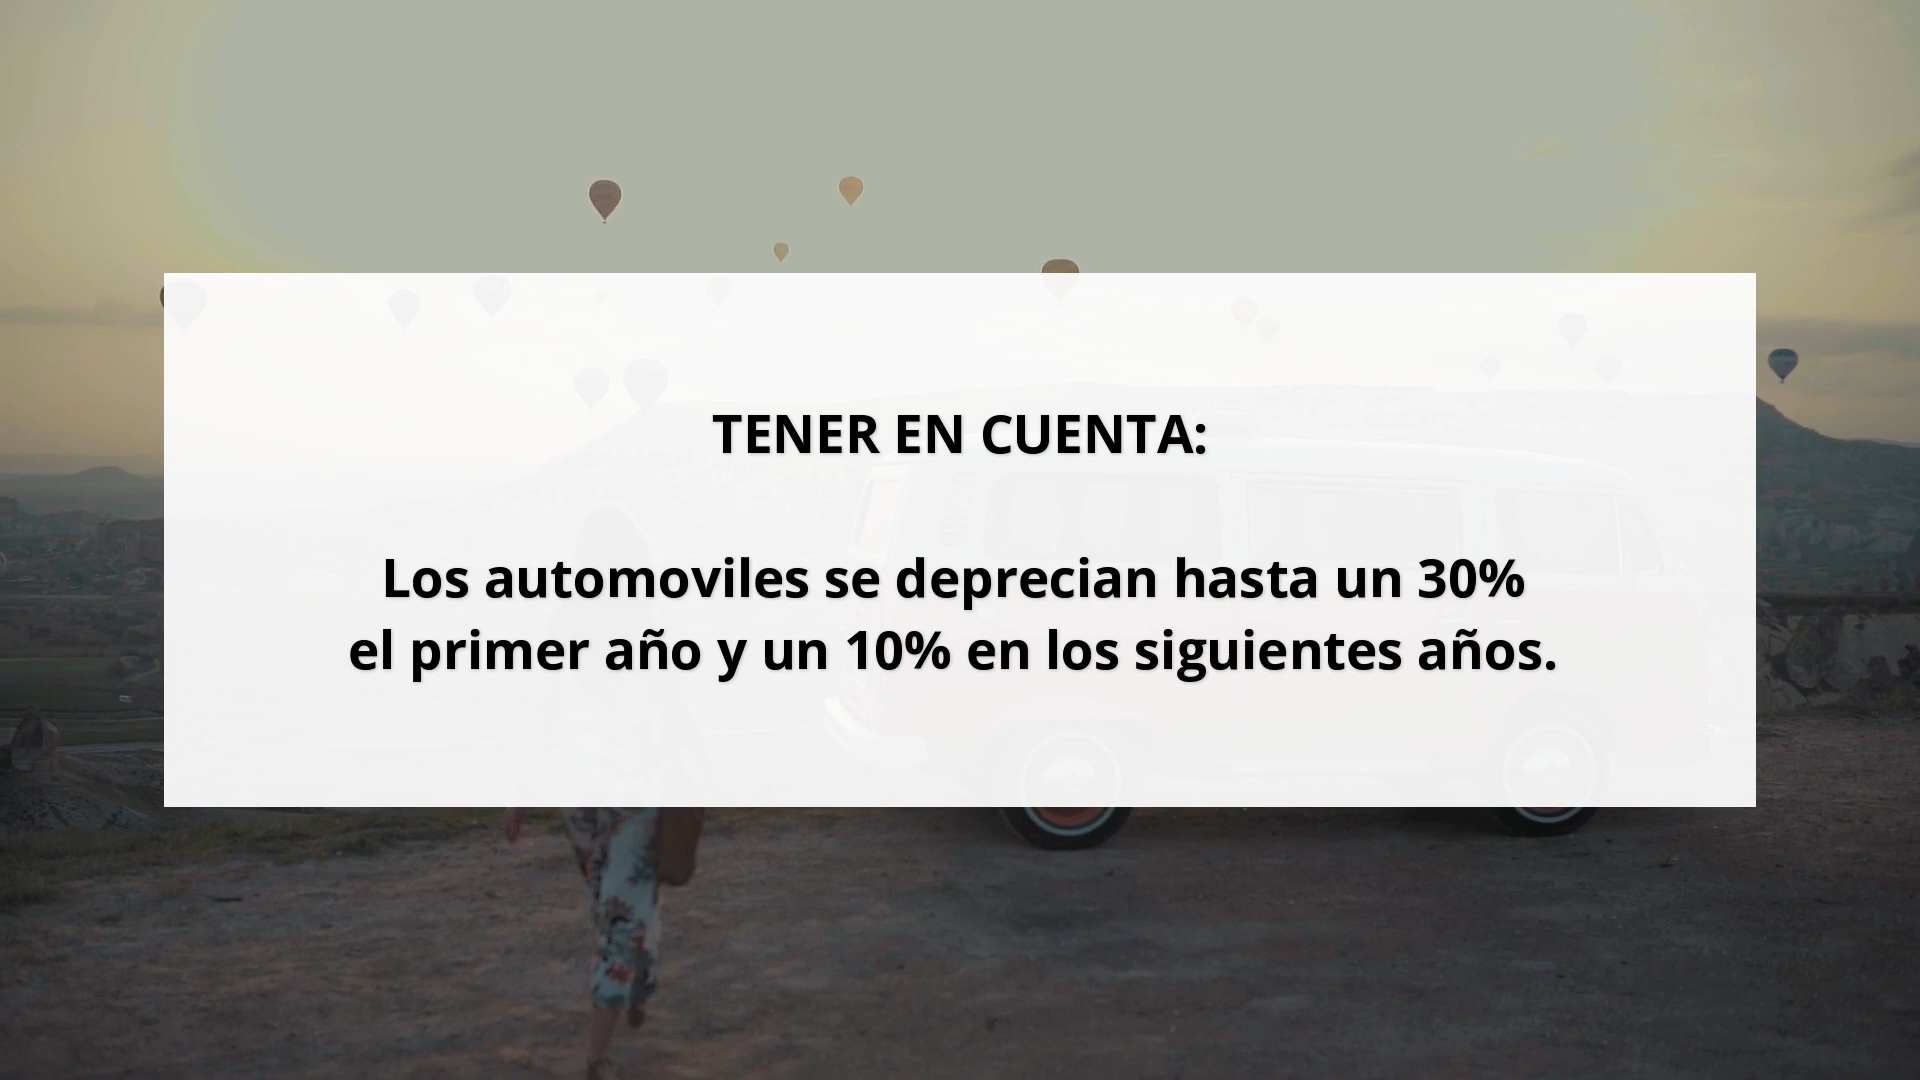 TENER EN CUENTA:
Los automoviles se deprecian hasta un 30%
el primer año y un 10% en los siguientes años.